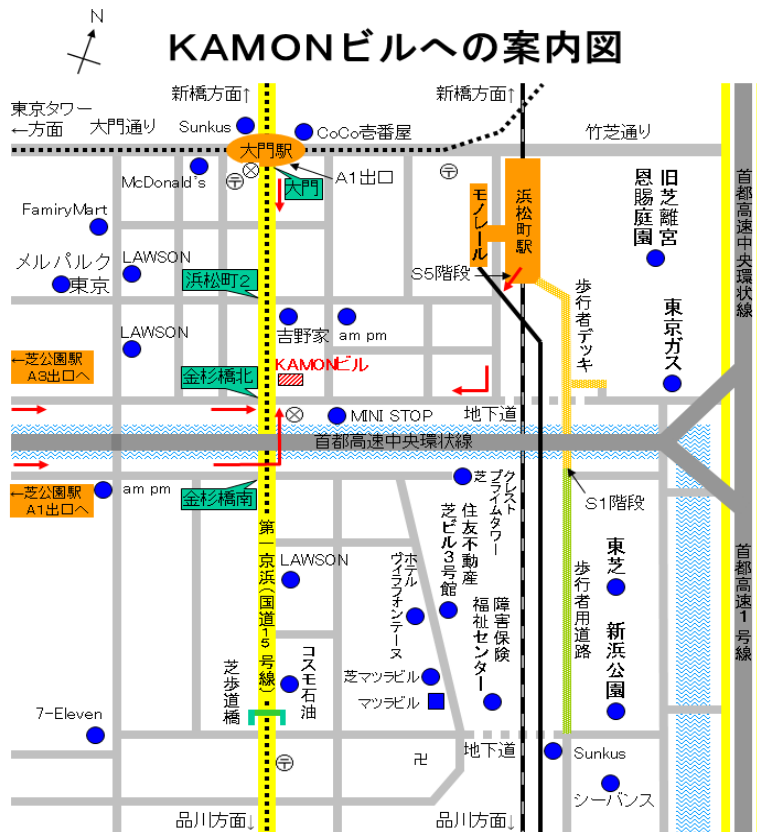 N
KAMONビルへの案内図
新橋方面↑
新橋方面↑
東京タワー
←方面
大門通り
Sunkus
CoCo壱番屋
竹芝通り
大門駅
A1出口
大門
McDonald's
FamiryMart
モノレール
浜松町駅
旧芝離宮
恩賜庭園
首都高速中央環状線
メルパルク
東京
LAWSON
浜松町2
S5階段
歩行者デッキ
東京ガス
LAWSON
吉野家
am pm
←芝公園駅
A3出口へ
金杉橋北
KAMONビル
MINI STOP
地下道
首都高速中央環状線
←芝公園駅
A1出口へ
am pm
金杉橋南
芝
クレスト
プライムタワー
S1階段
第一京浜(国道15号線)
LAWSON
ホテル
ヴィラフォンテーヌ
住友不動産
芝ビル3号館
障害保険
福祉センター
歩行者用道路
東芝
新浜公園
首都高速1号線
芝歩道橋
コスモ石油
芝マツラビル
マツラビル
7-Eleven
卍
地下道
Sunkus
シーバンス
品川方面↓
品川方面↓